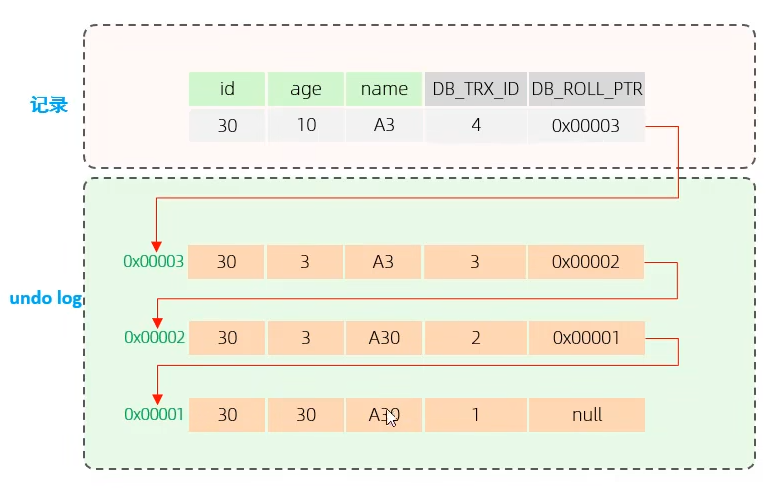 记录
id age name DB_TRX_ID DB_ROLL_PTR
30 10 A3 4 0x00003
undo log
0x00003 30 3 A3 3 0x00002
0x00002 30 3 A30 2 0x00001
0x00001 30 30 A30 1 null